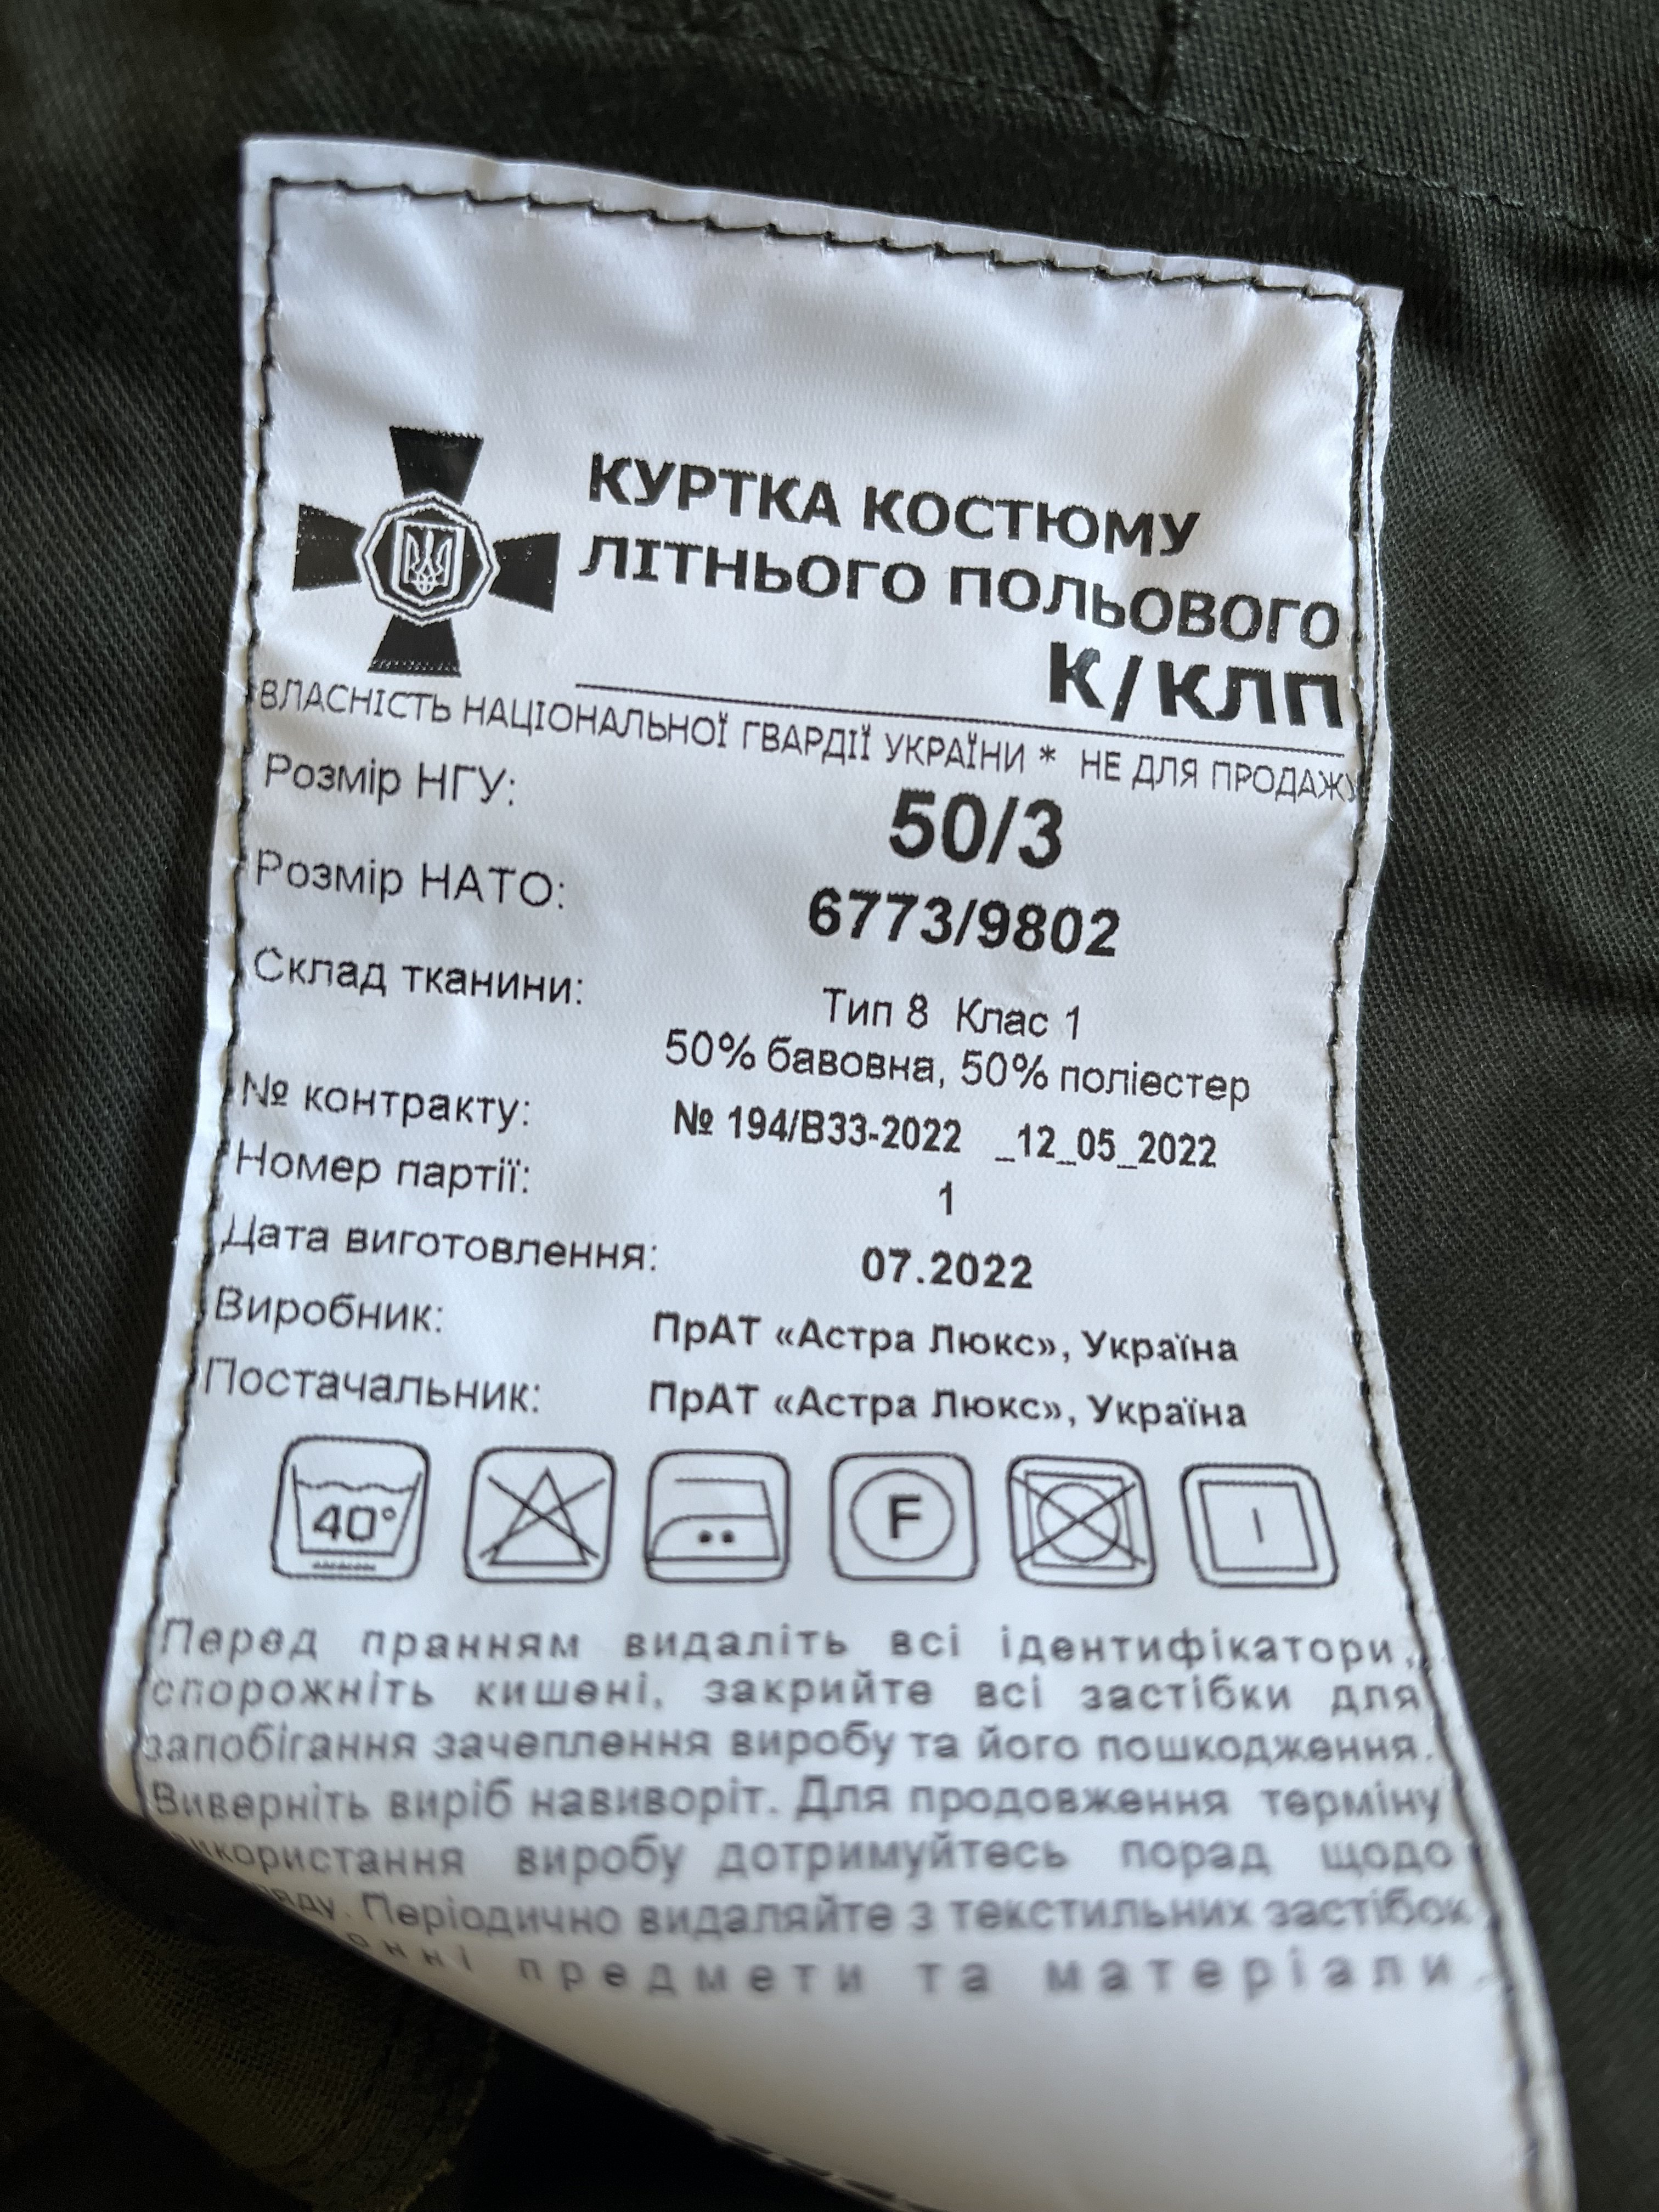 КУРТКА КОСТЮМУ
ЛІТНЬОГО ПОЛЬОВОГО
К/КЛП
ВЛАСНІСТЬ НАЦІОНАЛЬНОЇ ГВАРДІЇ УКРАЇНИ * НЕ ДЛЯ ПРОДАЖУ
Розмір НГУ: 50/3
Розмір НАТО: 6773/9802
Склад тканини: Тип 8 Клас 1
50% бавовна, 50% поліестер
№ контракту: № 194/В33-2022 _12_05_2022
Номер партії: 1
Дата виготовлення: 07.2022
Виробник: ПрАТ «Астра Люкс», Україна
Постачальник: ПрАТ «Астра Люкс», Україна
40° F
Перед пранням видаліть всі ідентифікатори,
спорожніть кишені, закрийте всі застібки для
запобігання зачеплення виробу та його пошкодження.
Виверніть виріб навиворіт. Для продовження терміну
виробу дотримуйтесь порад щодо
Періодично видаляйте з текстильних застібок
предмети та матеріали